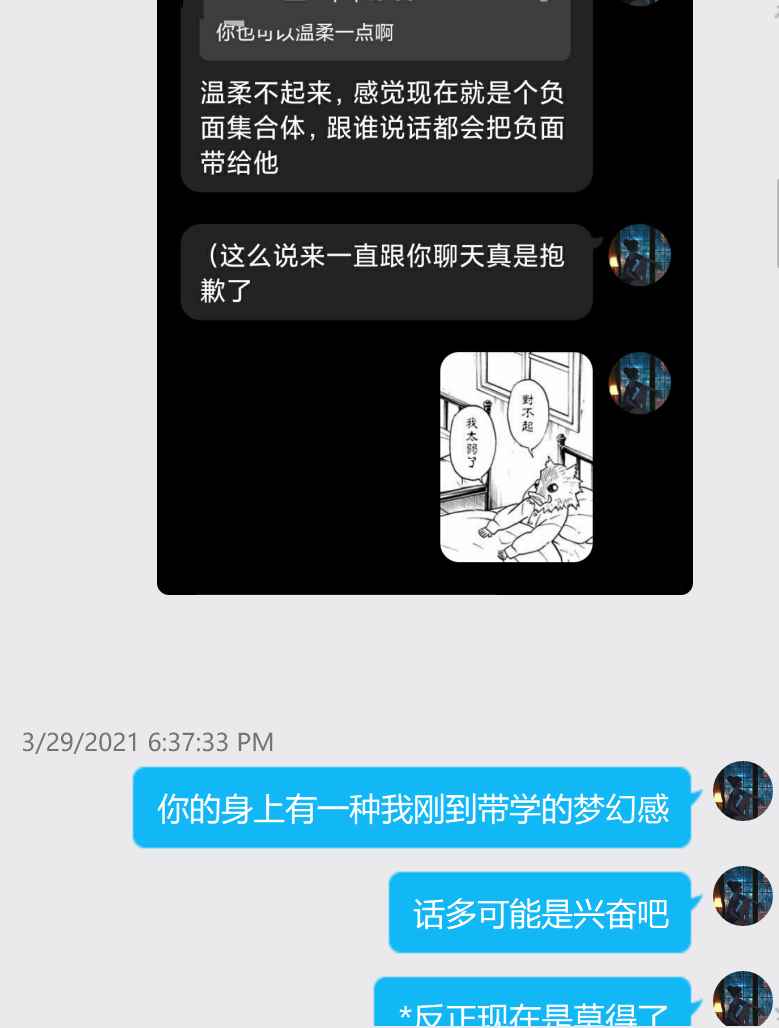 你也可以温柔一点啊
温柔不起来，感觉现在就是个负
面集合体，跟谁说话都会把负面
带给他
（这么说来一直跟你聊天真是抱
歉了
對不起
我太弱了
3/29/2021 6:37:33 PM
你的身上有一种我刚到带学的梦幻感
话多可能是兴奋吧
*反正现在是莫得了